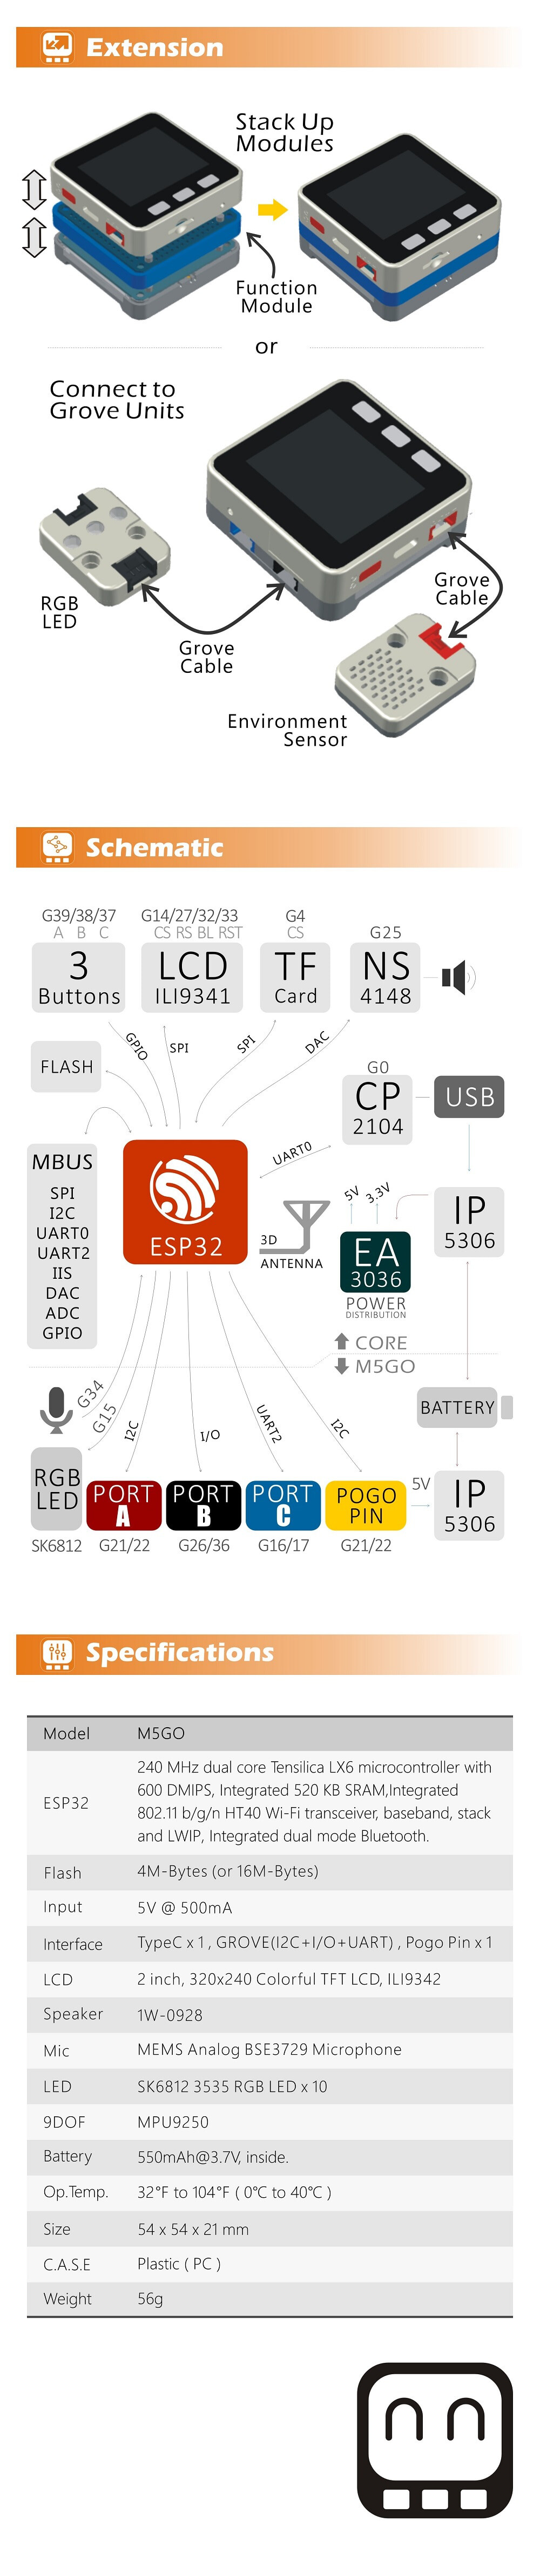 Extension
Stack Up
Modules
Function
Module
or
Connect to
Grove Units
RGB
LED
Grove
Cable
Grove
Cable
Environment
Sensor
Schematic
G39/38/37
A B C
3
Buttons
G14/27/32/33
CS RS BL RST
LCD
ILI9341
G4
CS
TF
Card
G25
NS
4148
GPIO
SPI
SPI
DAC
FLASH
G0
CP
2104
USB
UART0
MBUS
SPI
I2C
UART0
UART2
IIS
DAC
ADC
GPIO
ESP32
3D
ANTENNA
5V
3.3V
EA
3036
POWER
DISTRIBUTION
IP
5306
CORE
M5GO
G34
G15
I2C
I/O
UART2
I2C
BATTERY
RGB
LED
SK6812
PORT
A
G21/22
PORT
B
G26/36
PORT
C
G16/17
POGO
PIN
G21/22
5V
IP
5306
Specifications
Model M5GO
ESP32 240 MHz dual core Tensilica LX6 microcontroller with
600 DMIPS, Integrated 520 KB SRAM,Integrated
802.11 b/g/n HT40 Wi-Fi transceiver, baseband, stack
and LWIP, Integrated dual mode Bluetooth.
Flash 4M-Bytes (or 16M-Bytes)
Input 5V @ 500mA
Interface TypeC x 1 , GROVE(I2C+I/O+UART) , Pogo Pin x 1
LCD 2 inch, 320x240 Colorful TFT LCD, ILI9342
Speaker 1W-0928
Mic MEMS Analog BSE3729 Microphone
LED SK6812 3535 RGB LED x 10
9DOF MPU9250
Battery 550mAh@3.7V, inside.
Op.Temp. 32°F to 104°F ( 0°C to 40°C )
Size 54 x 54 x 21 mm
C.A.S.E Plastic ( PC )
Weight 56g